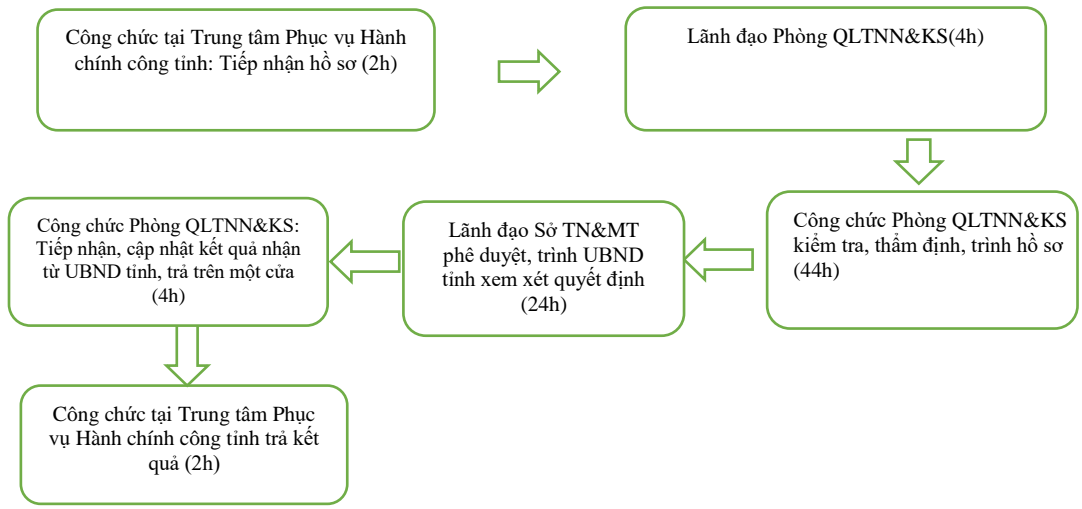 Công chức tại Trung tâm Phục vụ Hành
chính công tỉnh: Tiếp nhận hồ sơ (2h)
Lãnh đạo Phòng QLTNN&KS(4h)
Công chức Phòng QLTNN&KS
kiểm tra, thẩm định, trình hồ sơ
(44h)
Lãnh đạo Sở TN&MT
phê duyệt, trình UBND
tỉnh xem xét quyết định
(24h)
Công chức Phòng QLTNN&KS:
Tiếp nhận, cập nhật kết quả nhận
từ UBND tỉnh, trả trên một cửa
(4h)
Công chức tại Trung tâm Phục
vụ Hành chính công tỉnh trả kết
quả (2h)